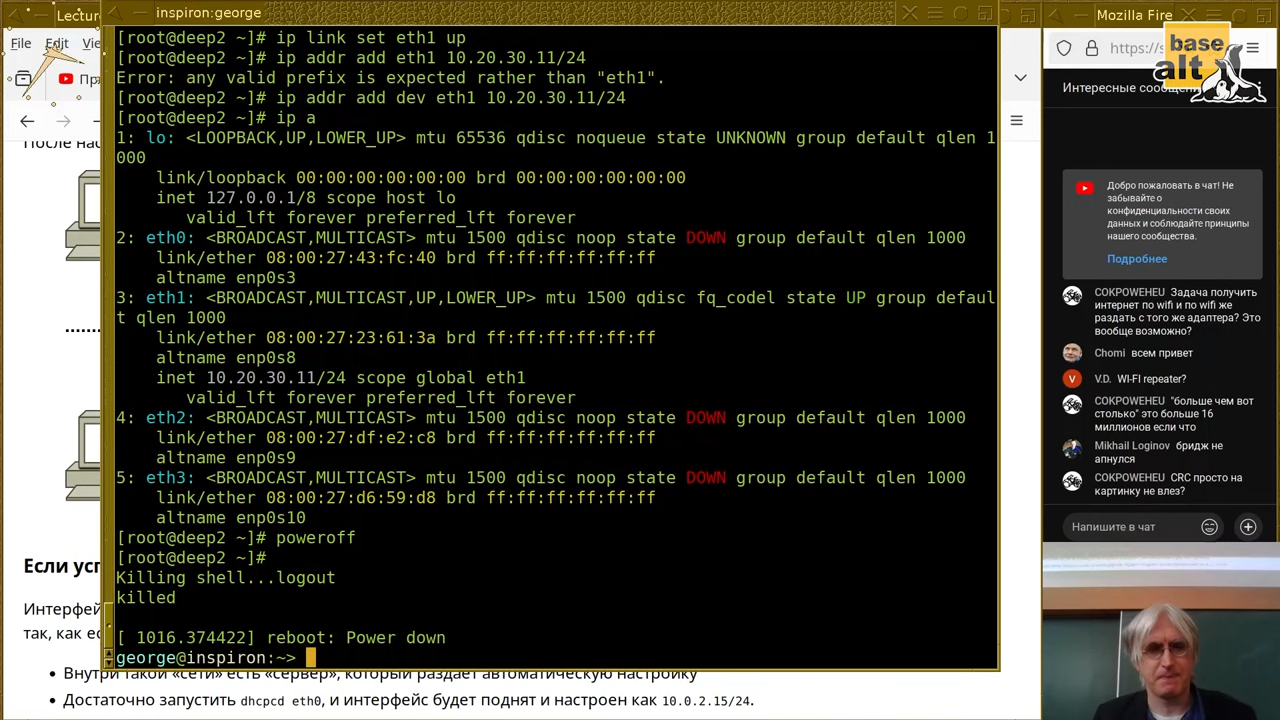 Lectur
inspiron:george
Mozilla Fire
File Edit Vie
Пр
https://s
base
alt
После нас
[root@deep2 ~]# ip link set eth1 up
[root@deep2 ~]# ip addr add eth1 10.20.30.11/24
Error: any valid prefix is expected rather than "eth1".
[root@deep2 ~]# ip addr add dev eth1 10.20.30.11/24
[root@deep2 ~]# ip a
1: lo: <LOOPBACK,UP,LOWER_UP> mtu 65536 qdisc noqueue state UNKNOWN group default qlen 1
000
link/loopback 00:00:00:00:00:00 brd 00:00:00:00:00:00
inet 127.0.0.1/8 scope host lo
valid_lft forever preferred_lft forever
2: eth0: <BROADCAST,MULTICAST> mtu 1500 qdisc noop state DOWN group default qlen 1000
link/ether 08:00:27:43:fc:40 brd ff:ff:ff:ff:ff:ff
altname enp0s3
3: eth1: <BROADCAST,MULTICAST,UP,LOWER_UP> mtu 1500 qdisc fq_codel state UP group defaul
t qlen 1000
link/ether 08:00:27:23:61:3a brd ff:ff:ff:ff:ff:ff
altname enp0s8
inet 10.20.30.11/24 scope global eth1
valid_lft forever preferred_lft forever
4: eth2: <BROADCAST,MULTICAST> mtu 1500 qdisc noop state DOWN group default qlen 1000
link/ether 08:00:27:df:e2:c8 brd ff:ff:ff:ff:ff:ff
altname enp0s9
5: eth3: <BROADCAST,MULTICAST> mtu 1500 qdisc noop state DOWN group default qlen 1000
link/ether 08:00:27:d6:59:d8 brd ff:ff:ff:ff:ff:ff
altname enp0s10
[root@deep2 ~]# poweroff
[root@deep2 ~]#
Killing shell...logout
killed
[ 1016.374422] reboot: Power down
george@inspiron:~>
Если ус
Интерфей
так, как ес
Внутри такой «сети» есть «сервер», который раздаёт автоматическую настройку
Достаточно запустить dhcpcd eth0, и интерфейс будет поднят и настроен как 10.0.2.15/24.
Интересные сообщен
Добро пожаловать в чат! Не
забывайте о
конфиденциальности своих
данных и соблюдайте принципы
нашего сообщества.
Подробнее
COKPOWEHEU Задача получить
интернет по wifi и по wifi же
раздать с того же адаптера? Это
вообще возможно?
Chomi всем привет
V.D. WI-FI repeater?
COKPOWEHEU "больше чем вот
столько" это больше 16
миллионов если что
Mikhail Loginov бридж не
апнулся
COKPOWEHEU CRC просто на
картинку не влез?
Напишите в чат